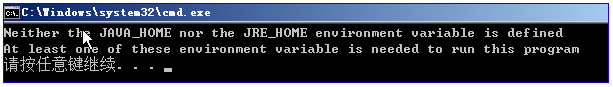 C:\Windows\system32\cmd.exe
Neither the JAVA_HOME nor the JRE_HOME environment variable is defined
At least one of these environment variable is needed to run this program
请按任意键继续. . .